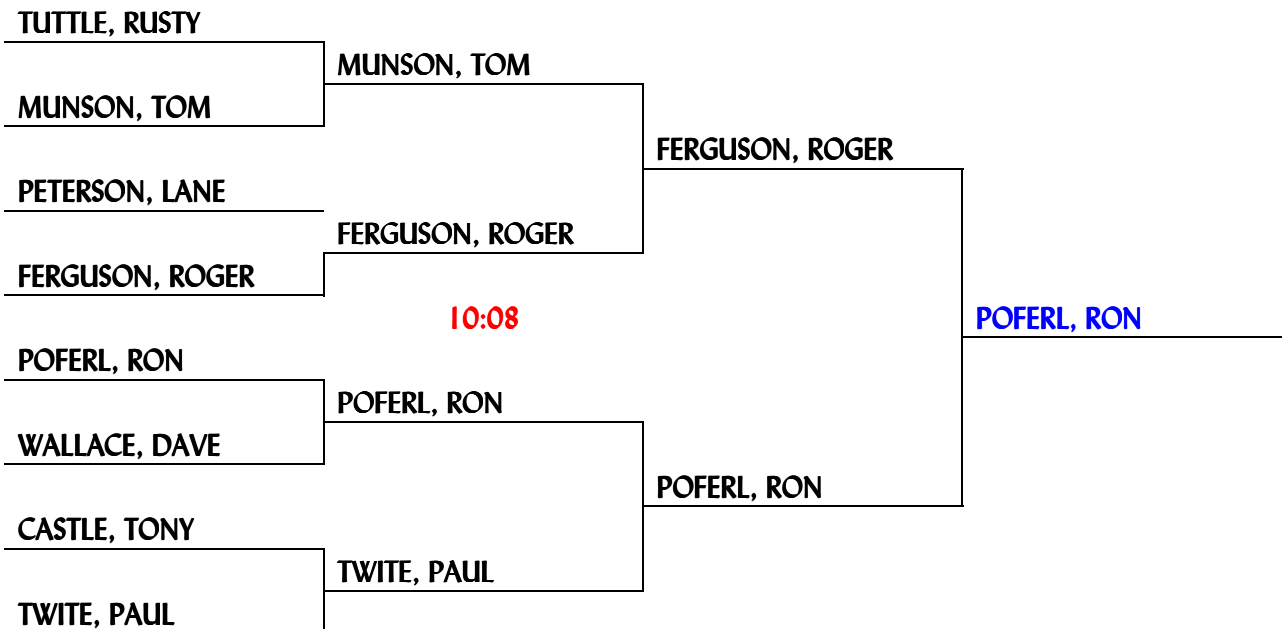 TUTTLE, RUSTY
MUNSON, TOM
MUNSON, TOM
FERGUSON, ROGER
PETERSON, LANE
FERGUSON, ROGER
FERGUSON, ROGER
10:08
POFERL, RON
POFERL, RON
POFERL, RON
WALLACE, DAVE
POFERL, RON
CASTLE, TONY
TWITE, PAUL
TWITE, PAUL